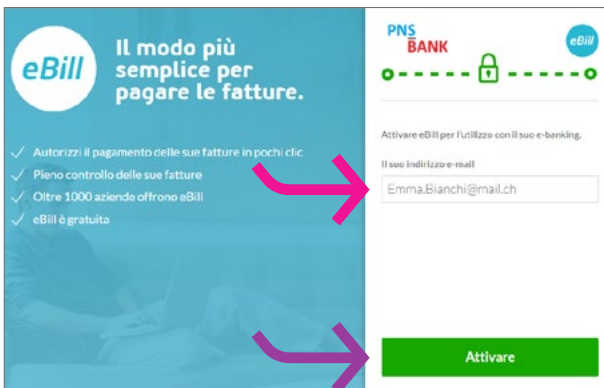 eBill
Il modo più
semplice per
pagare le fatture.
Autorizzi il pagamento delle sue fatture in pochi clic
Pieno controllo delle sue fatture
Oltre 1000 aziende offrono eBill
eBill è gratuita
PNS
BANK
eBill
Attivare eBill per l'utilizzo con il suo e-banking.
Il suo indirizzo e-mail
Emma.Bianchi@mail.ch
Attivare